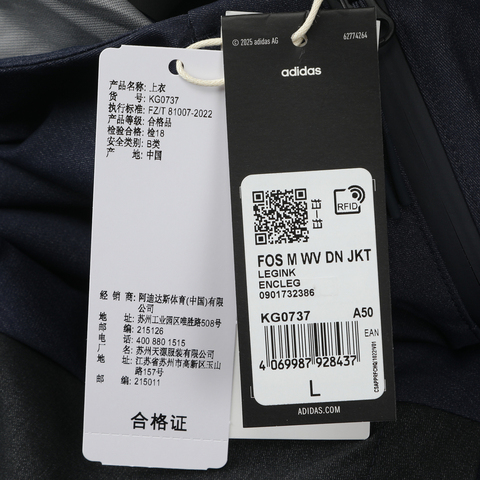 产品名称: 上衣
货 号: KG0737
执行标准: FZ/T 81007-2022
产品等级: 合格品
检验合格: 检18
安全类别: B类
产 地: 中国
经 销 商: 阿迪达斯体育(中国)有限
公司
地 址: 苏州工业园区唯胜路508号
邮 编: 215126
电 话: 400 880 1515
厂 名: 苏州天源服装有限公司
地 址: 江苏省苏州市高新区玉山
路157号
邮 编: 215011
合格证
© 2025 adidas AG
62774264
adidas
RFID
FOS M WV DN JKT
LEGINK
ENCLEG
0901732386
KG0737 A50
EAN
4 069987 928437
L
ADIDAS.COM